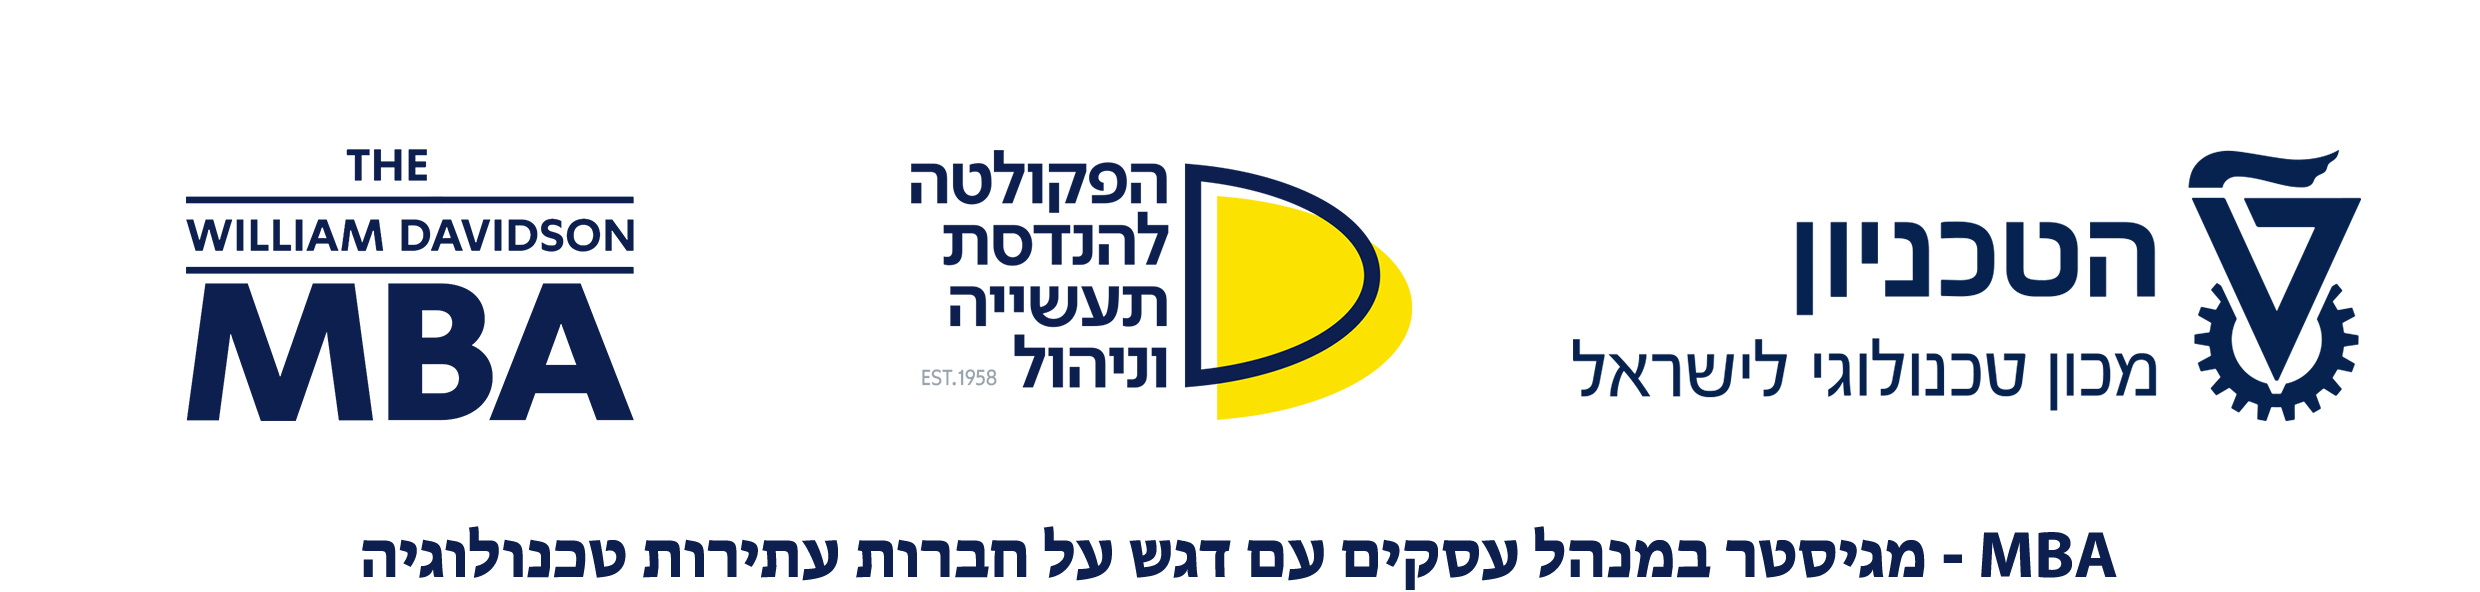 הטכניון
מכון טכנולוגי לישראל
הפקולטה
להנדסת
תעשייה
וניהול
EST.1958
THE
WILLIAM DAVIDSON
MBA
MBA - מגיסטר במנהל עסקים עם דגש על חברות עתירות טכנולוגיה